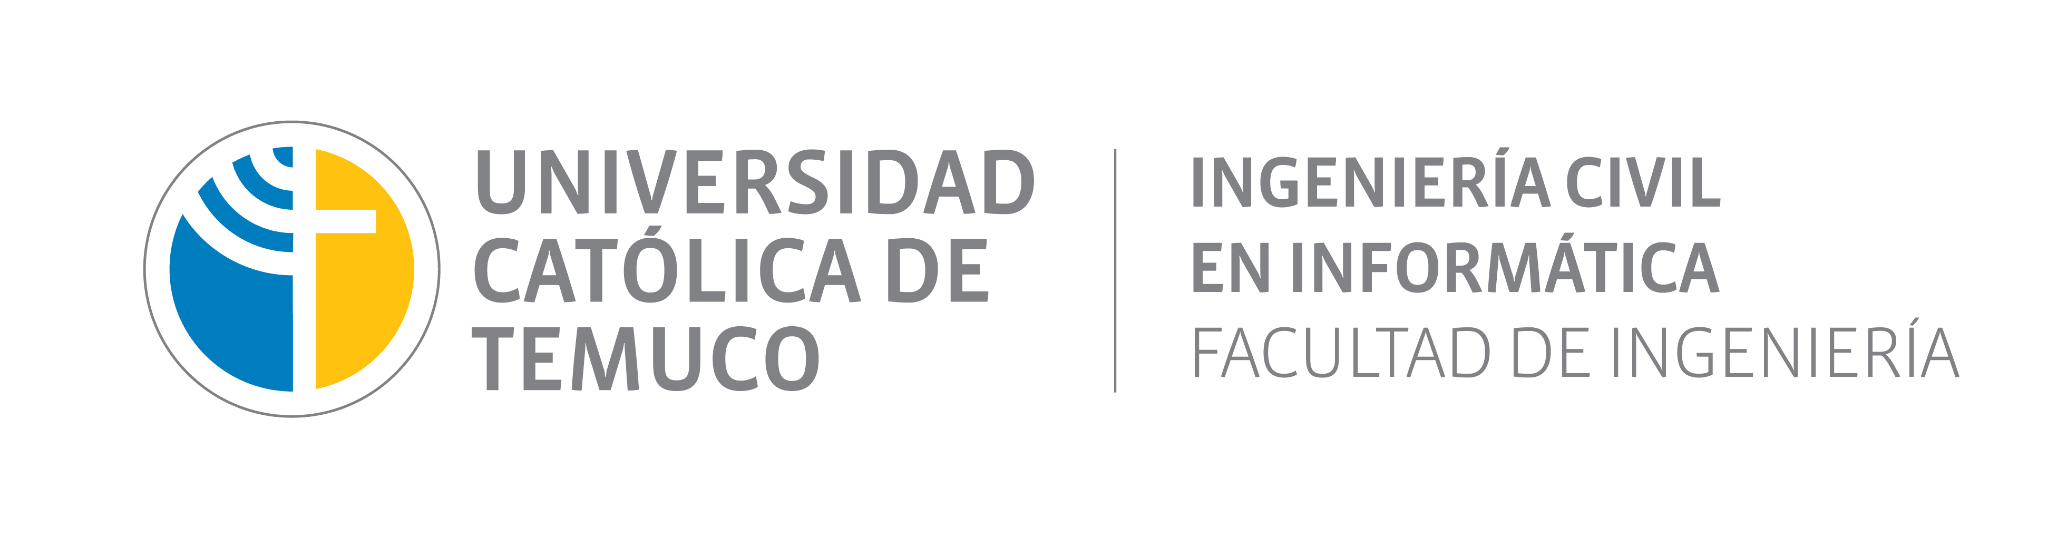 UNIVERSIDAD
CATÓLICA DE
TEMUCO
INGENIERÍA CIVIL
EN INFORMÁTICA
FACULTAD DE INGENIERÍA